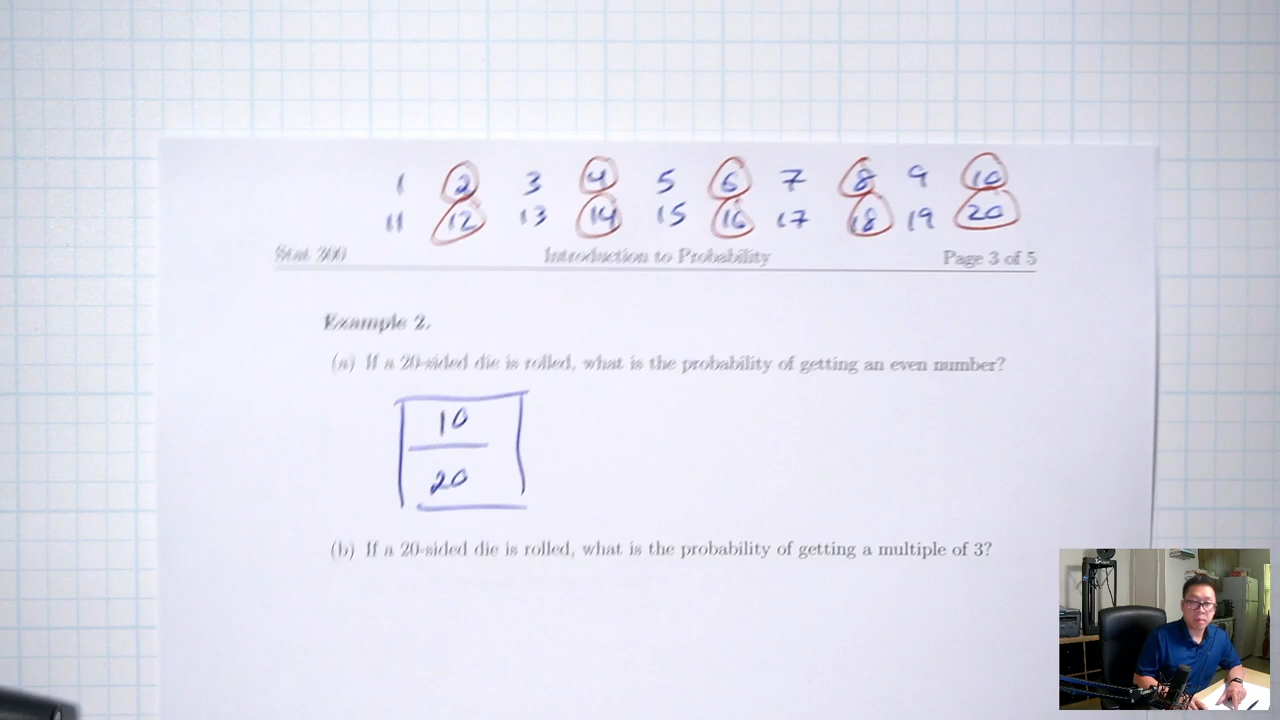 1 2 3 4 5 6 7 8 9 10
11 12 13 14 15 16 17 18 19 20
Stat 300 Introduction to Probability Page 3 of 5
Example 2.
(a) If a 20-sided die is rolled, what is the probability of getting an even number?
10
20
(b) If a 20-sided die is rolled, what is the probability of getting a multiple of 3?